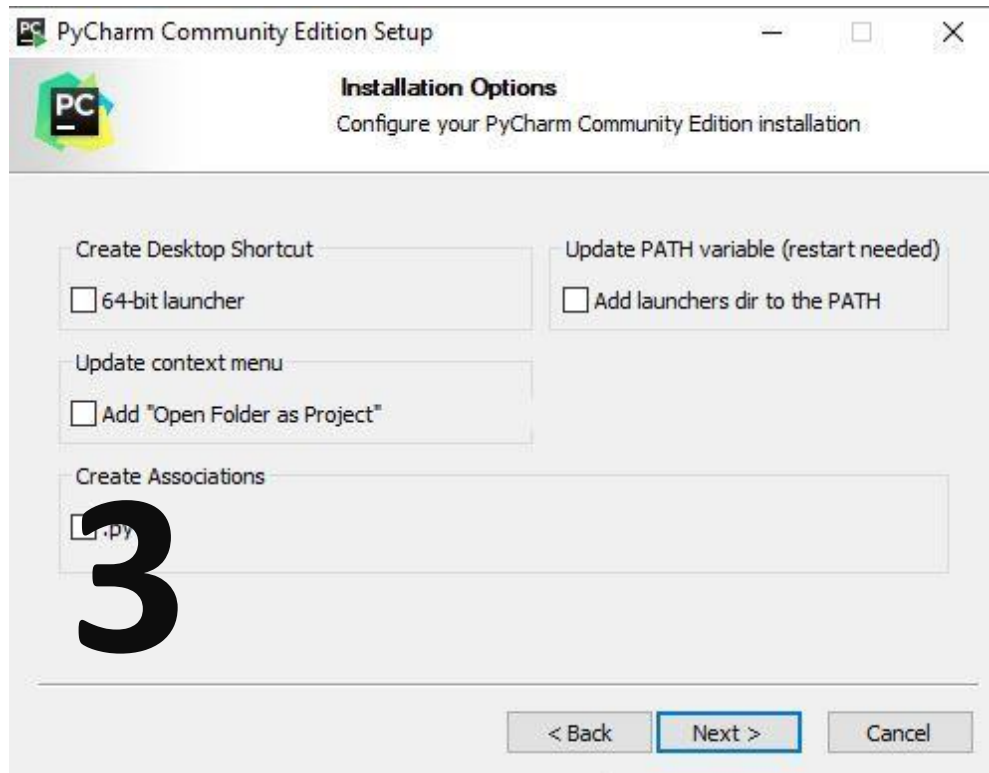 PyCharm Community Edition Setup
PC
Installation Options
Configure your PyCharm Community Edition installation
Create Desktop Shortcut
64-bit launcher
Update PATH variable (restart needed)
Add launchers dir to the PATH
Update context menu
Add "Open Folder as Project"
Create Associations
.py
3
< Back
Next >
Cancel